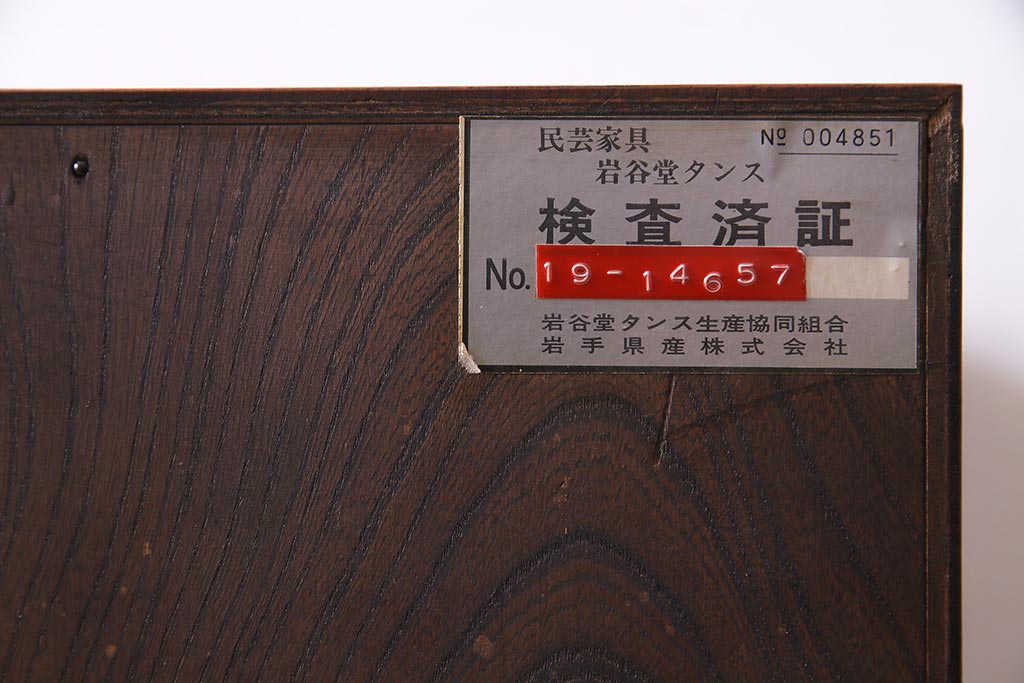 民芸家具 № 004851
岩谷堂タンス
検査済証
No. 19-14657
岩谷堂タンス生産協同組合
岩手県産株式会社